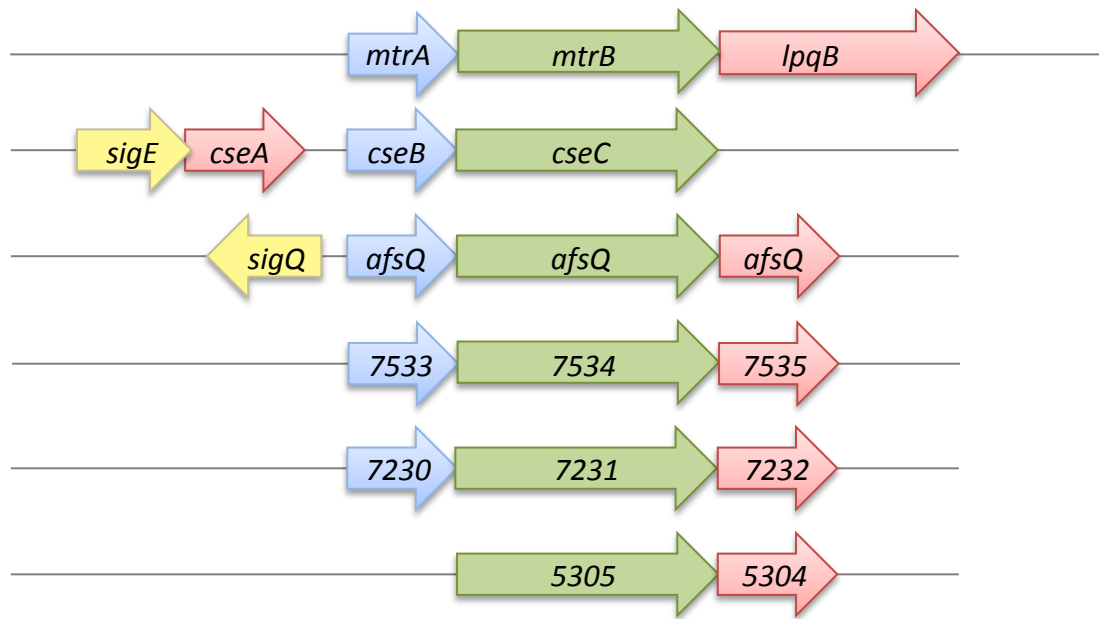 mtrA mtrB lpqB
sigE cseA cseB cseC
sigQ afsQ afsQ afsQ
7533 7534 7535
7230 7231 7232
5305 5304